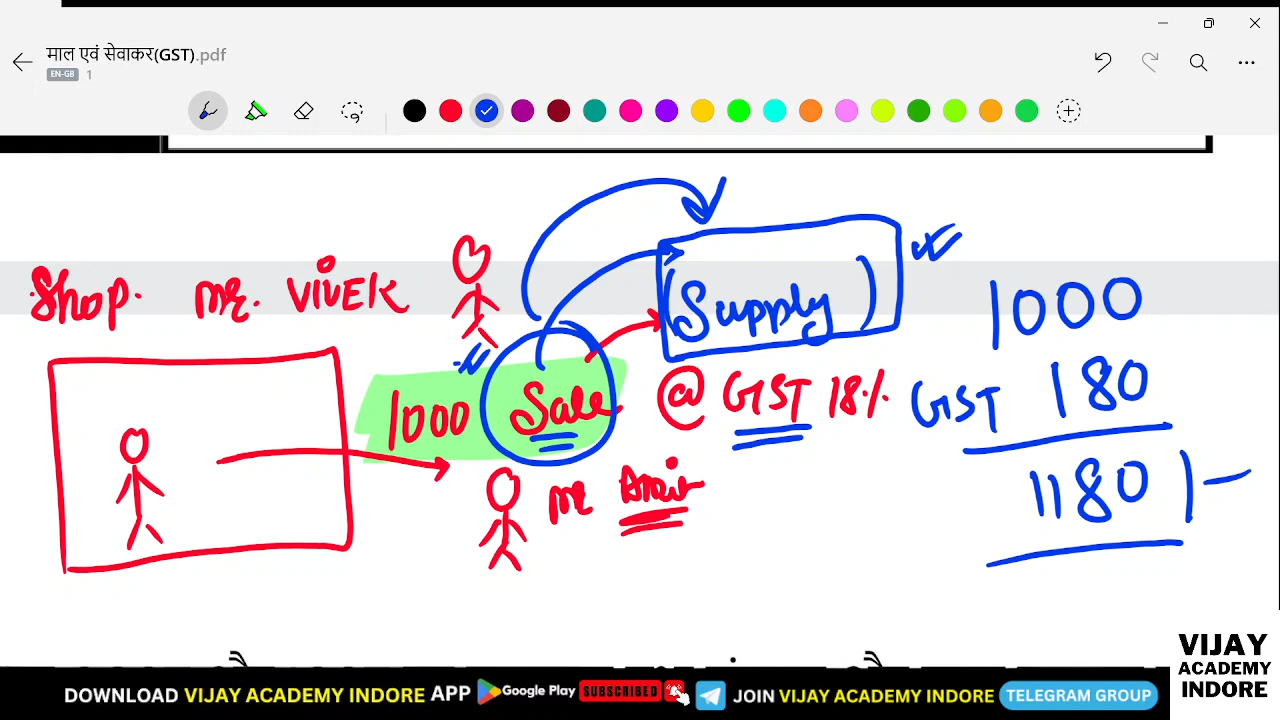 माल एवं सेवाकर(GST).pdf
EN-GB 1
Shop. Mr. VIVEK
(Supply)
1000
1000 Sale @ GST 18%
GST 180
1180/-
Mr
VIJAY
ACADEMY
INDORE
DOWNLOAD VIJAY ACADEMY INDORE APP Google Play SUBSCRIBED JOIN VIJAY ACADEMY INDORE TELEGRAM GROUP